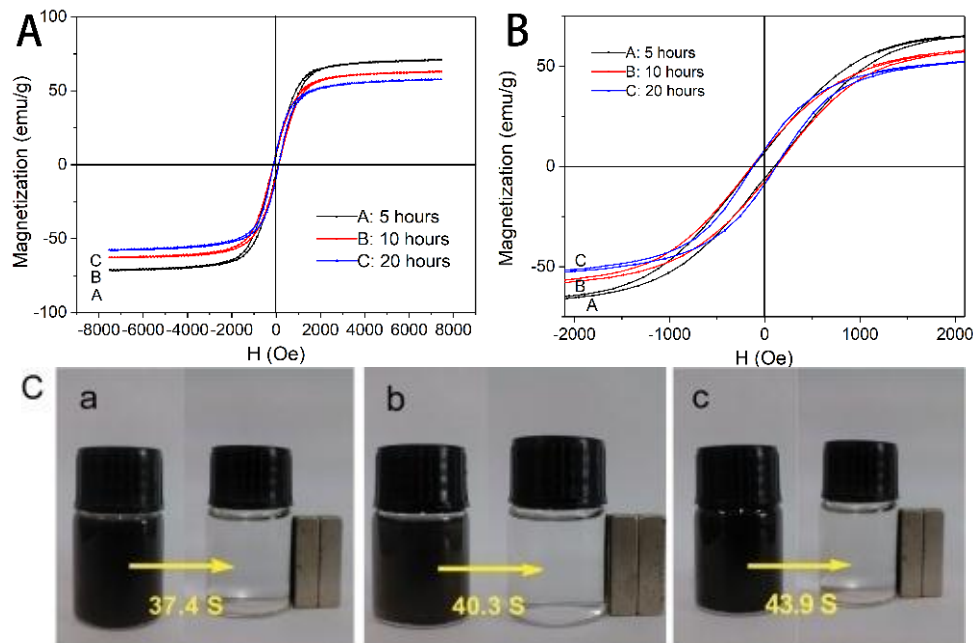 A
Magnetization (emu/g)
100
50
0
-50
-100
A: 5 hours
B: 10 hours
C: 20 hours
C
B
A
-8000 -6000 -4000 -2000 0 2000 4000 6000 8000
H (Oe)
B
Magnetization (emu/g)
50
0
-50
A: 5 hours
B: 10 hours
C: 20 hours
C
B
A
-2000 -1000 0 1000 2000
H (Oe)
C
a
37.4 S
b
40.3 S
c
43.9 S